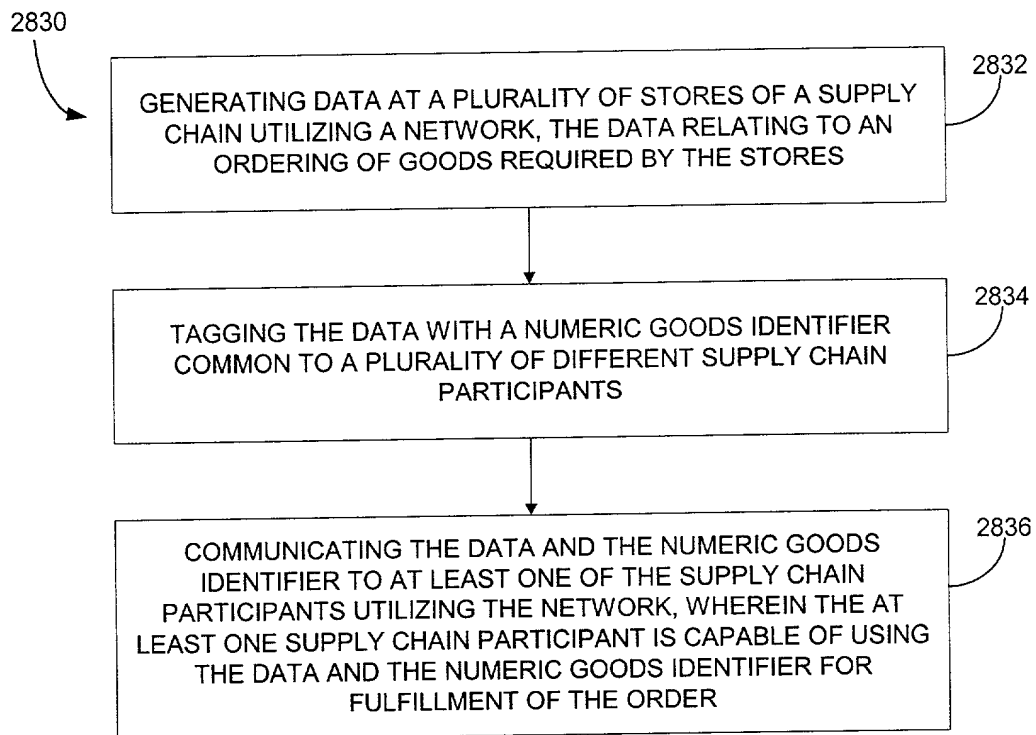 2830
2832
GENERATING DATA AT A PLURALITY OF STORES OF A SUPPLY
CHAIN UTILIZING A NETWORK, THE DATA RELATING TO AN
ORDERING OF GOODS REQUIRED BY THE STORES
2834
TAGGING THE DATA WITH A NUMERIC GOODS IDENTIFIER
COMMON TO A PLURALITY OF DIFFERENT SUPPLY CHAIN
PARTICIPANTS
2836
COMMUNICATING THE DATA AND THE NUMERIC GOODS
IDENTIFIER TO AT LEAST ONE OF THE SUPPLY CHAIN
PARTICIPANTS UTILIZING THE NETWORK, WHEREIN THE AT
LEAST ONE SUPPLY CHAIN PARTICIPANT IS CAPABLE OF USING
THE DATA AND THE NUMERIC GOODS IDENTIFIER FOR
FULFILLMENT OF THE ORDER